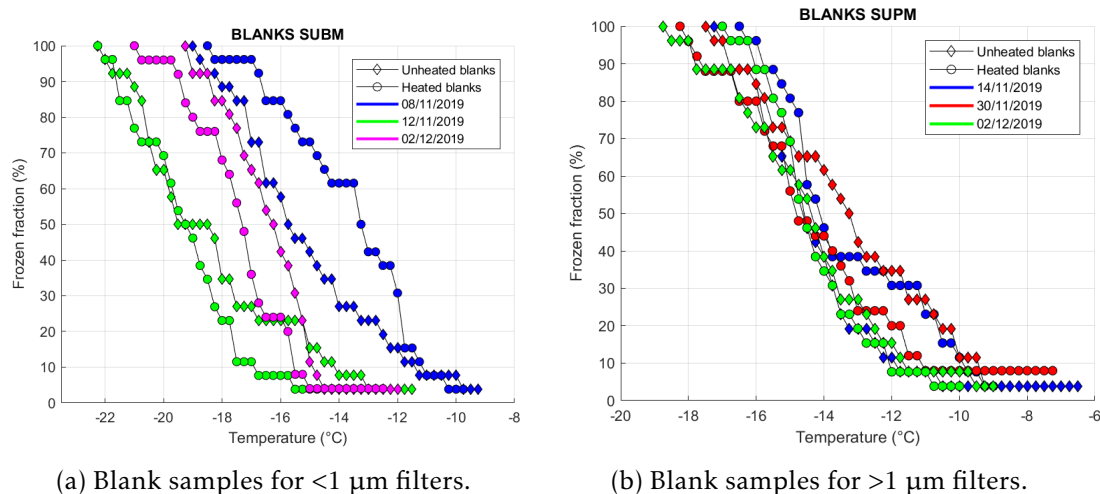 BLANKS SUBM
100
90
80
70
60
50
40
30
20
10
0
Frozen fraction (%)
Unheated blanks
Heated blanks
08/11/2019
12/11/2019
02/12/2019
-22 -20 -18 -16 -14 -12 -10 -8
Temperature (°C)
(a) Blank samples for <1 μm filters.
BLANKS SUPM
100
90
80
70
60
50
40
30
20
10
0
Frozen fraction (%)
Unheated blanks
Heated blanks
14/11/2019
30/11/2019
02/12/2019
-20 -18 -16 -14 -12 -10 -8 -6
Temperature (°C)
(b) Blank samples for >1 μm filters.